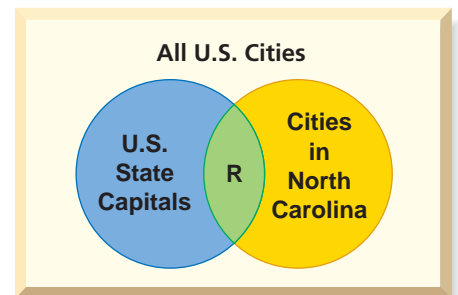 All U.S. Cities
U.S.
State
Capitals
R
Cities
in
North
Carolina